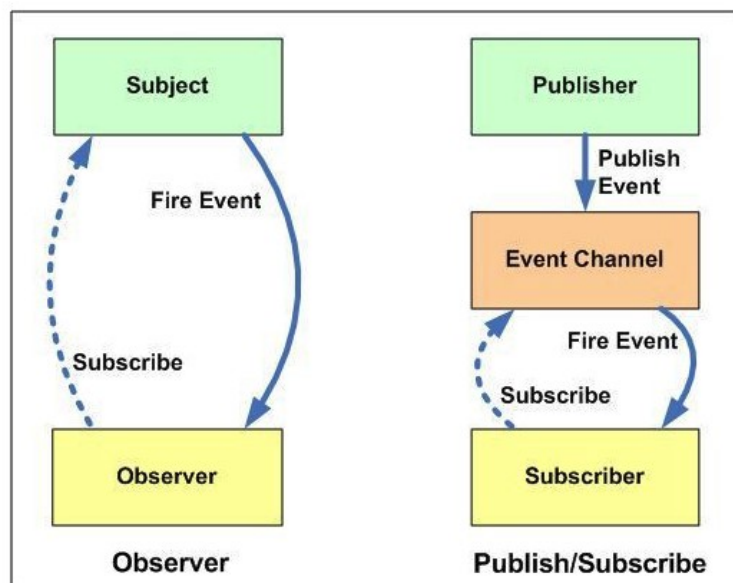 Subject
Fire Event
Subscribe
Observer
Observer
Publisher
Publish
Event
Event Channel
Fire Event
Subscribe
Subscriber
Publish/Subscribe